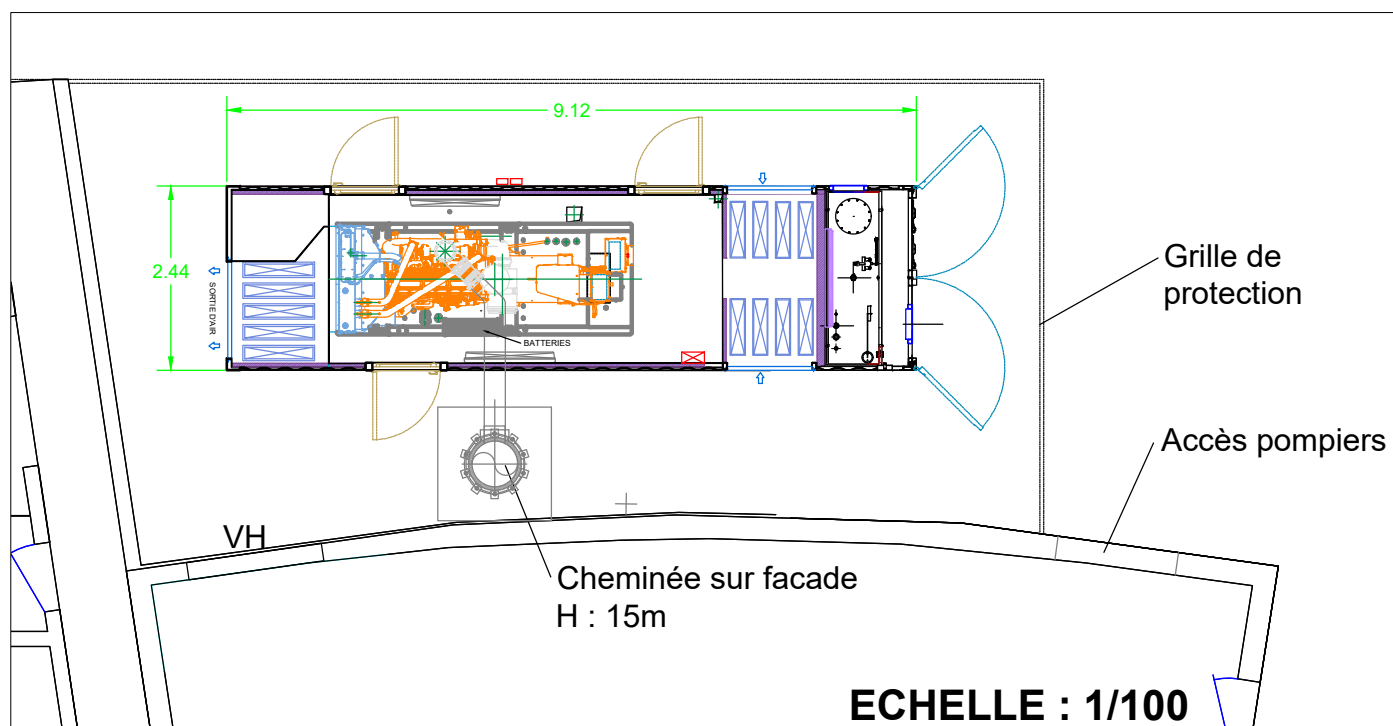 9.12
2.44
SORTIE D'AIR
BATTERIES
Grille de
protection
Accès pompiers
VH
Cheminée sur facade
H : 15m
ECHELLE : 1/100